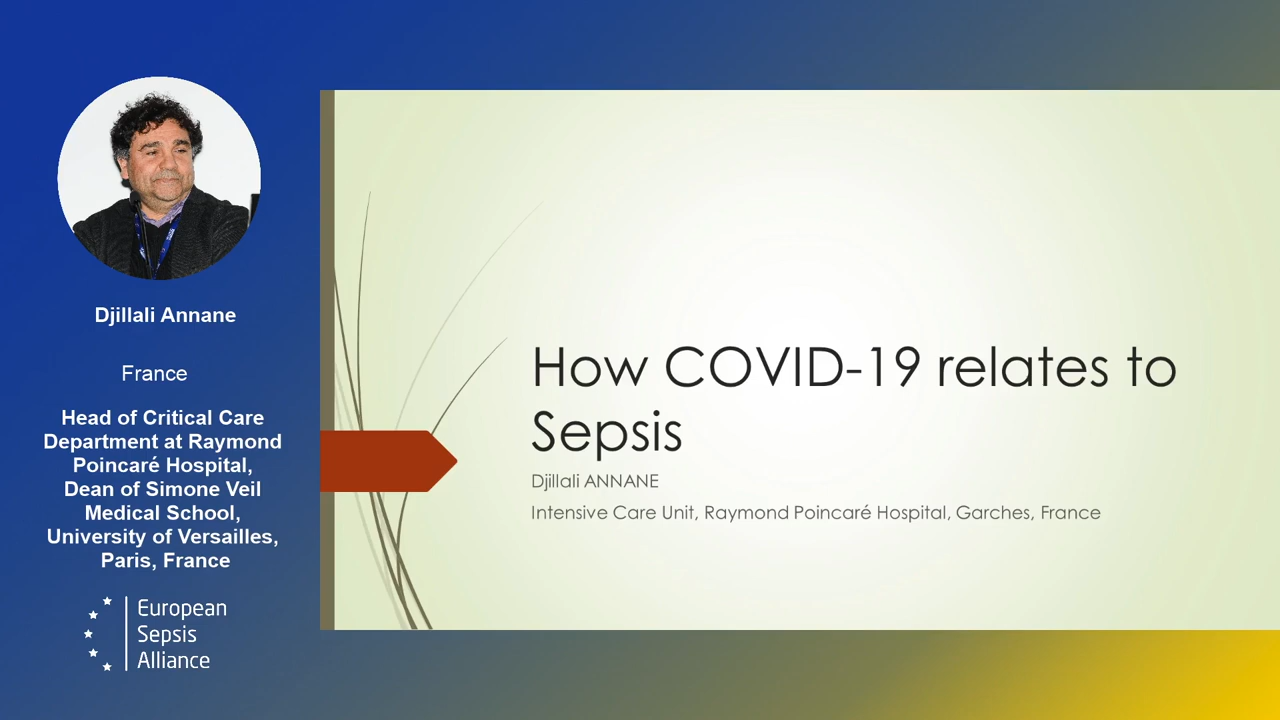 Djillali Annane
France
Head of Critical Care
Department at Raymond
Poincaré Hospital,
Dean of Simone Veil
Medical School,
University of Versailles,
Paris, France
European
Sepsis
Alliance
How COVID-19 relates to
Sepsis
Djillali ANNANE
Intensive Care Unit, Raymond Poincaré Hospital, Garches, France